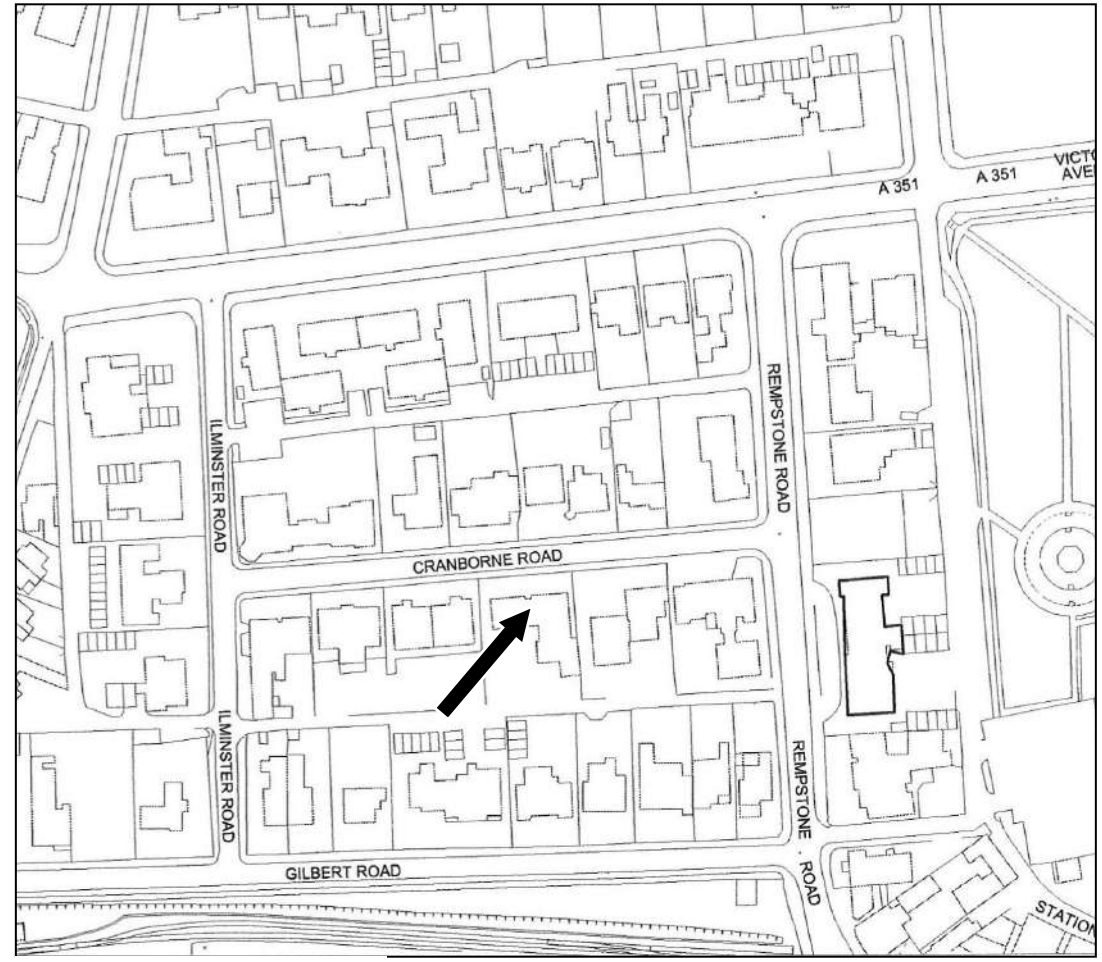 A 351
A 351
VICTO
AVE
ILMINSTER ROAD
REMPSTONE ROAD
CRANBORNE ROAD
ILMINSTER ROAD
REMPSTONE ROAD
GILBERT ROAD
STATION